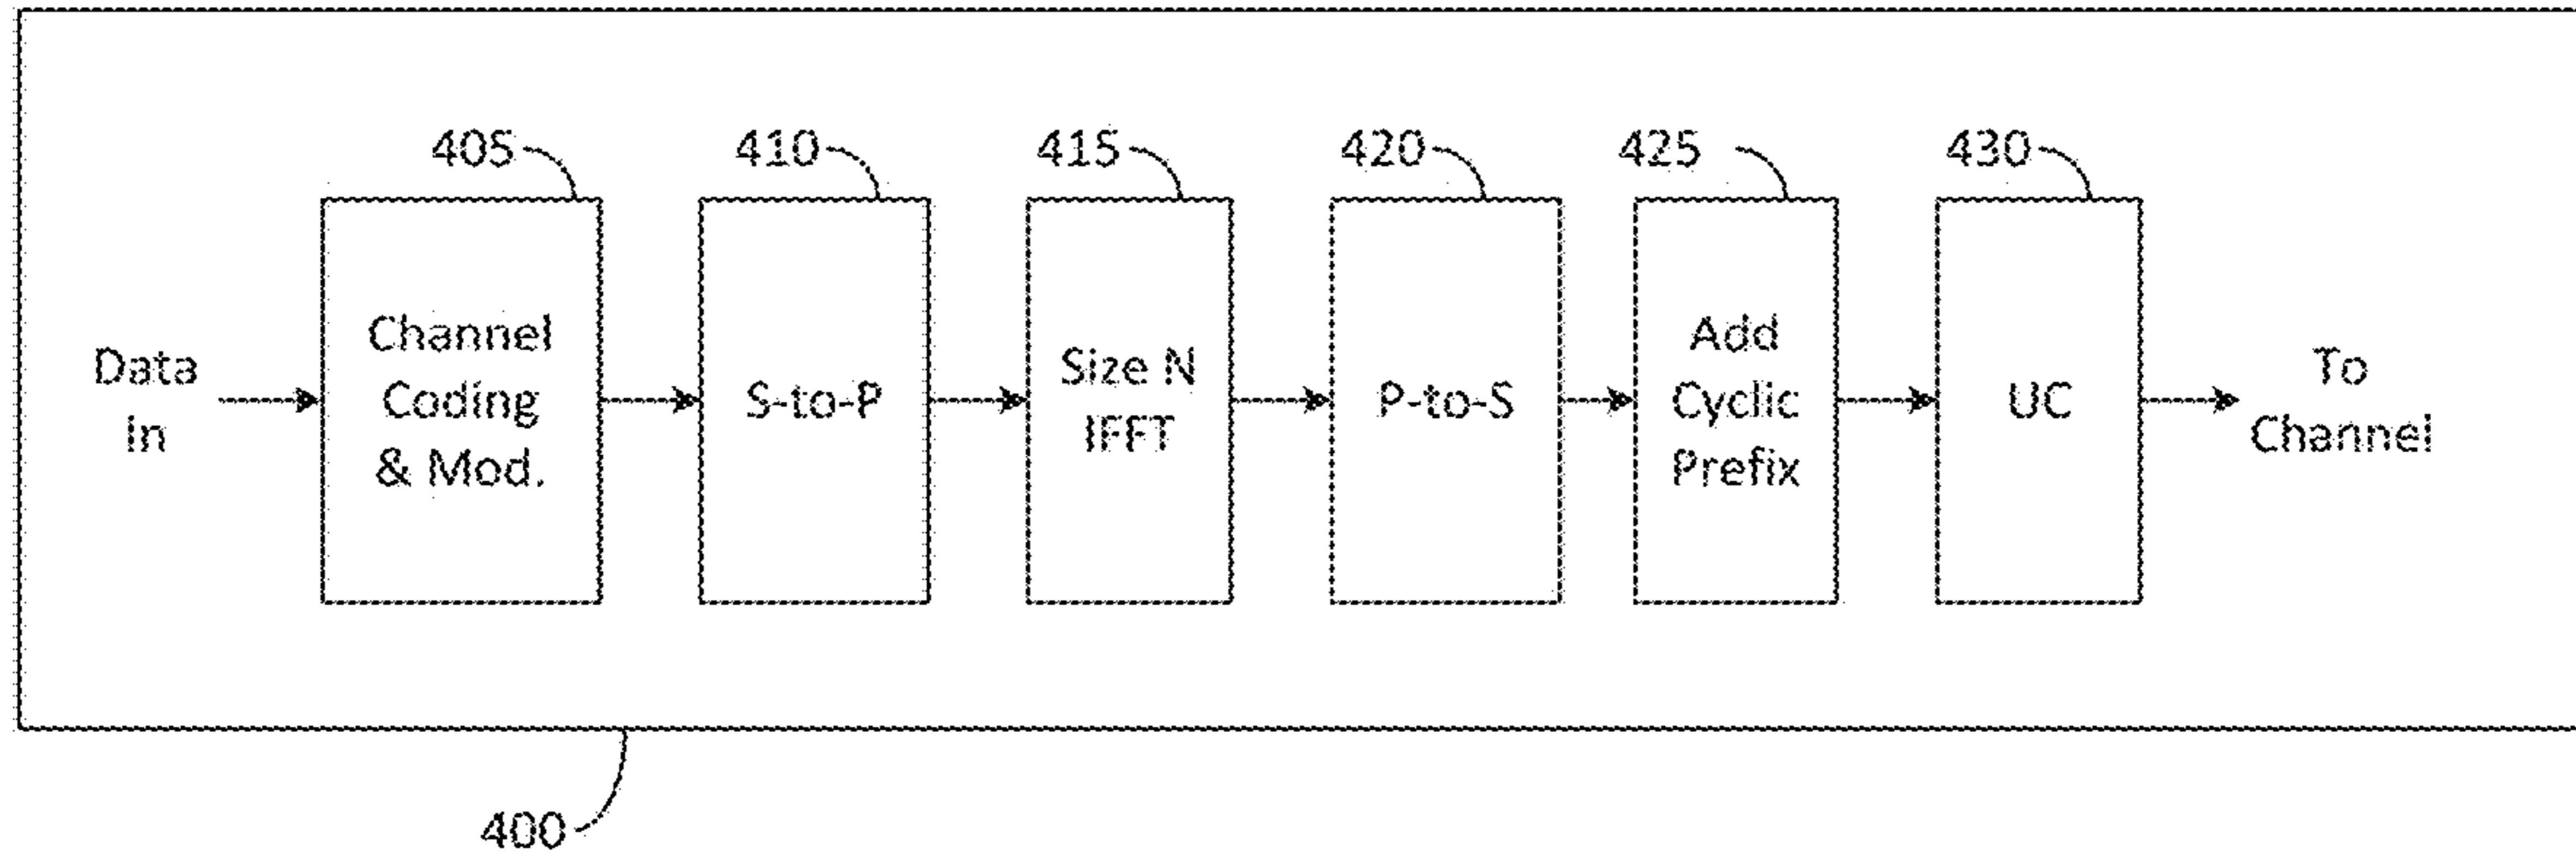 405
410
415
420
425
430
Data
In
Channel
Coding
& Mod.
S-to-P
Size N
IFFT
P-to-S
Add
Cyclic
Prefix
UC
To
Channel
400